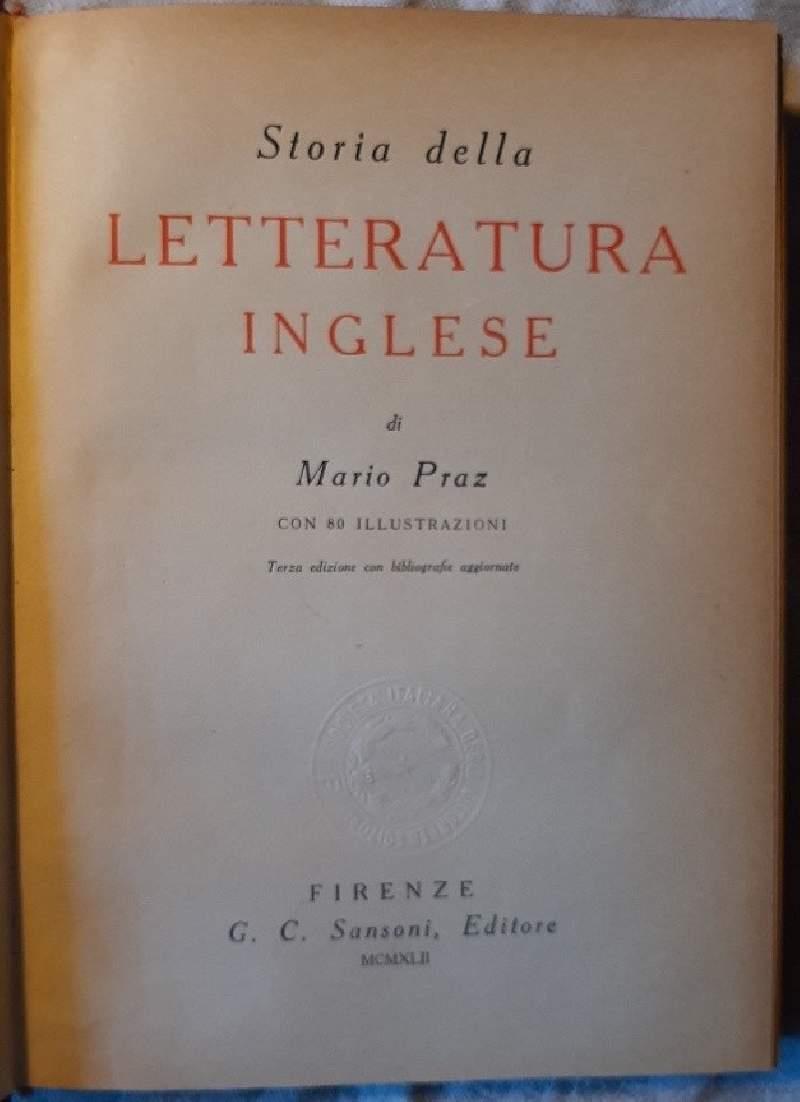 Storia della
LETTERATURA
INGLESE
di
Mario Praz
CON 80 ILLUSTRAZIONI
Terza edizione con bibliografie aggiornate
FIRENZE
G. C. Sansoni, Editore
MCMXLII